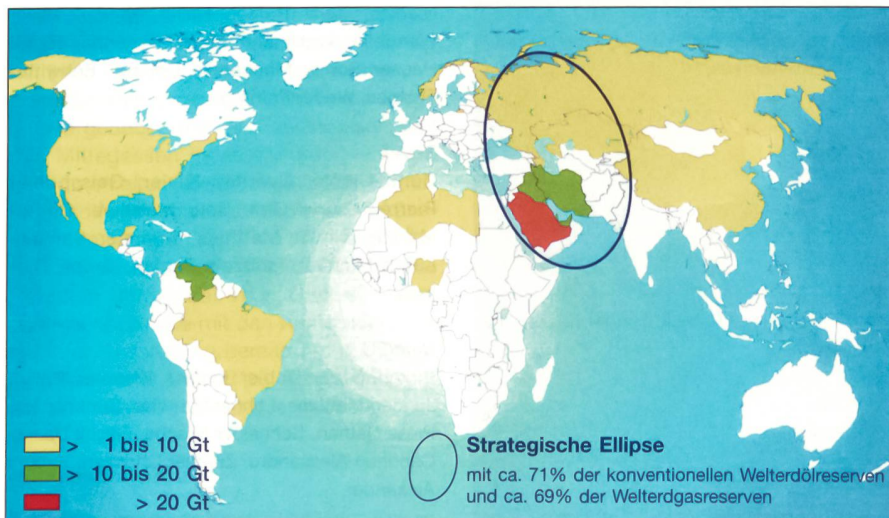 > 1 bis 10 Gt
> 10 bis 20 Gt
> 20 Gt
Strategische Ellipse
mit ca. 71% der konventionellen Welterdölreserven
und ca. 69% der Welterdgasreserven